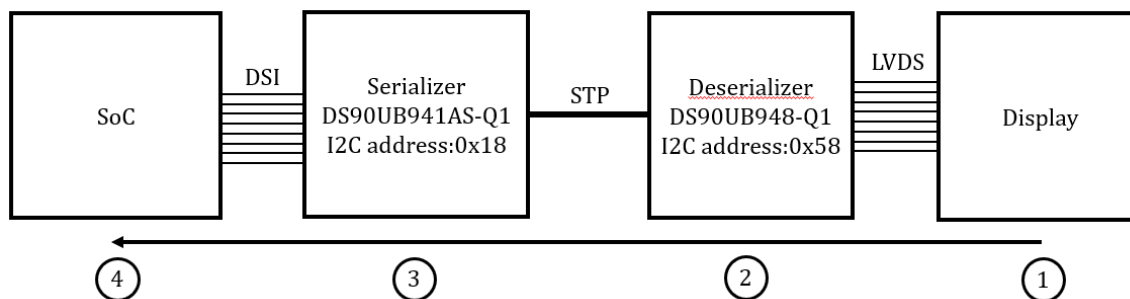 SoC
DSI
Serializer
DS90UB941AS-Q1
I2C address:0x18
STP
Deserializer
DS90UB948-Q1
I2C address:0x58
LVDS
Display
4
3
2
1